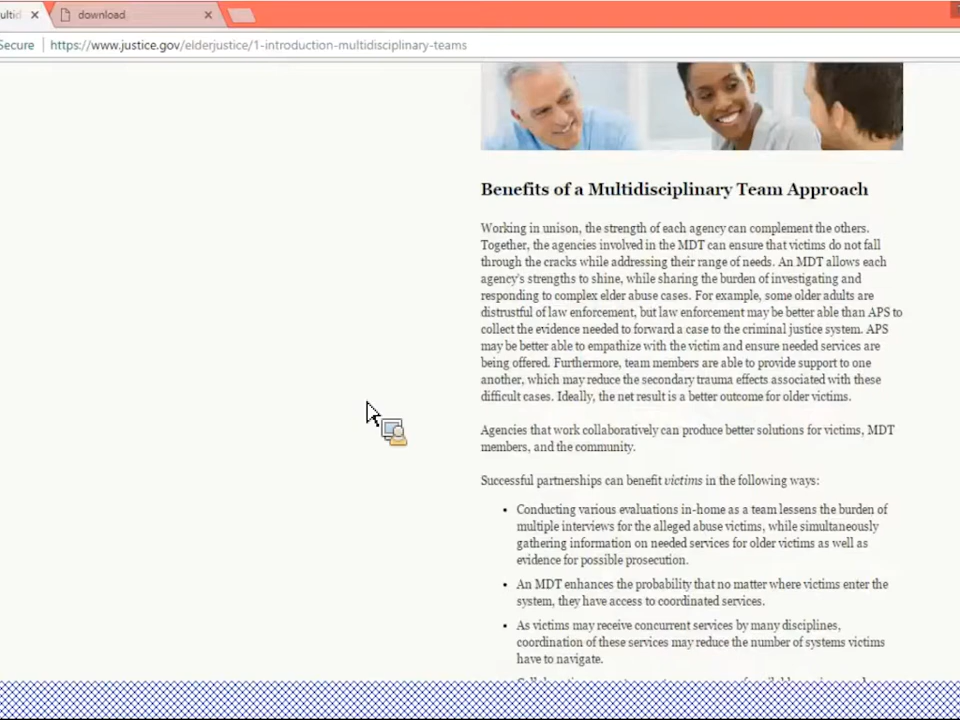 ultid
download
Secure
https://www.justice.gov/elderjustice/1-introduction-multidisciplinary-teams
Benefits of a Multidisciplinary Team Approach
Working in unison, the strength of each agency can complement the others.
Together, the agencies involved in the MDT can ensure that victims do not fall
through the cracks while addressing their range of needs. An MDT allows each
agency's strengths to shine, while sharing the burden of investigating and
responding to complex elder abuse cases. For example, some older adults are
distrustful of law enforcement, but law enforcement may be better able than APS to
collect the evidence needed to forward a case to the criminal justice system. APS
may be better able to empathize with the victim and ensure needed services are
being offered. Furthermore, team members are able to provide support to one
another, which may reduce the secondary trauma effects associated with these
difficult cases. Ideally, the net result is a better outcome for older victims.
Agencies that work collaboratively can produce better solutions for victims, MDT
members, and the community.
Successful partnerships can benefit victims in the following ways:
• Conducting various evaluations in-home as a team lessens the burden of
multiple interviews for the alleged abuse victims, while simultaneously
gathering information on needed services for older victims as well as
evidence for possible prosecution.
• An MDT enhances the probability that no matter where victims enter the
system, they have access to coordinated services.
• As victims may receive concurrent services by many disciplines,
coordination of these services may reduce the number of systems victims
have to navigate.